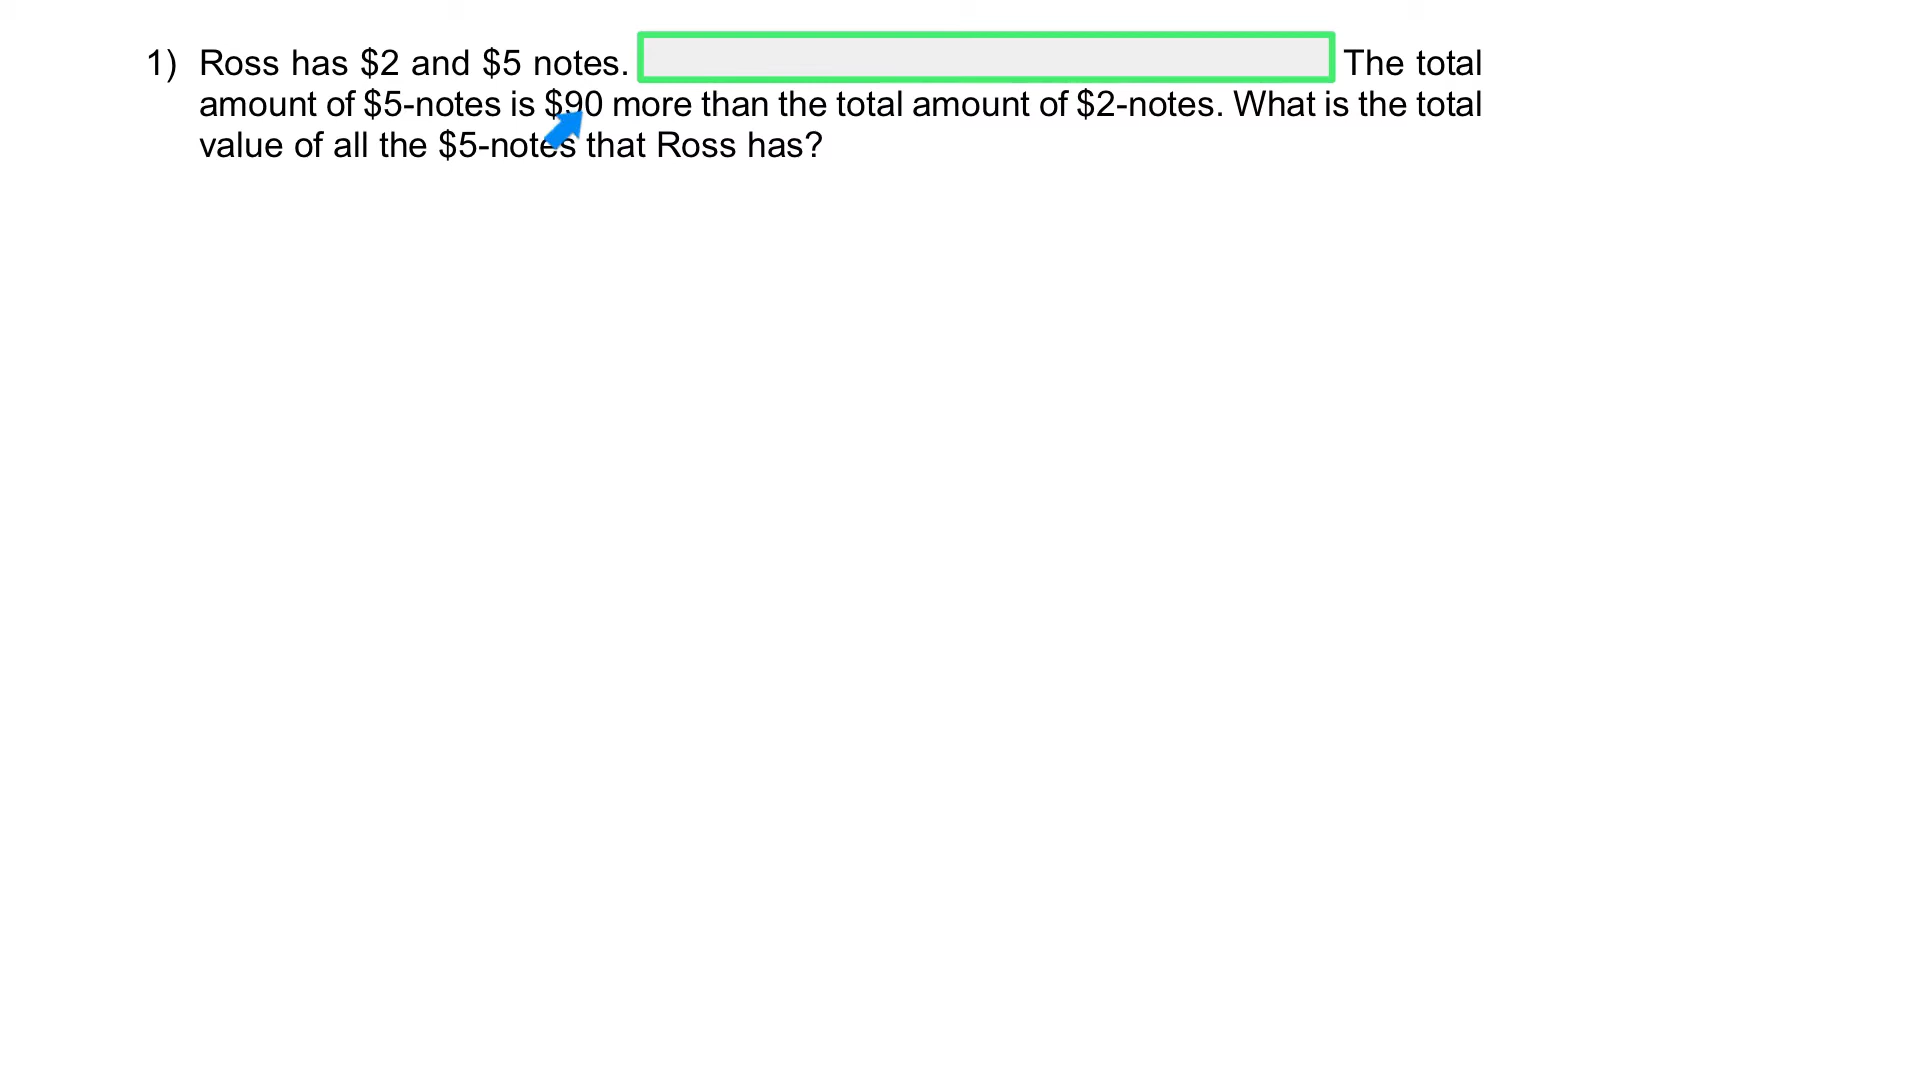 1) Ross has $2 and $5 notes. The total
amount of $5-notes is $90 more than the total amount of $2-notes. What is the total
value of all the $5-notes that Ross has?